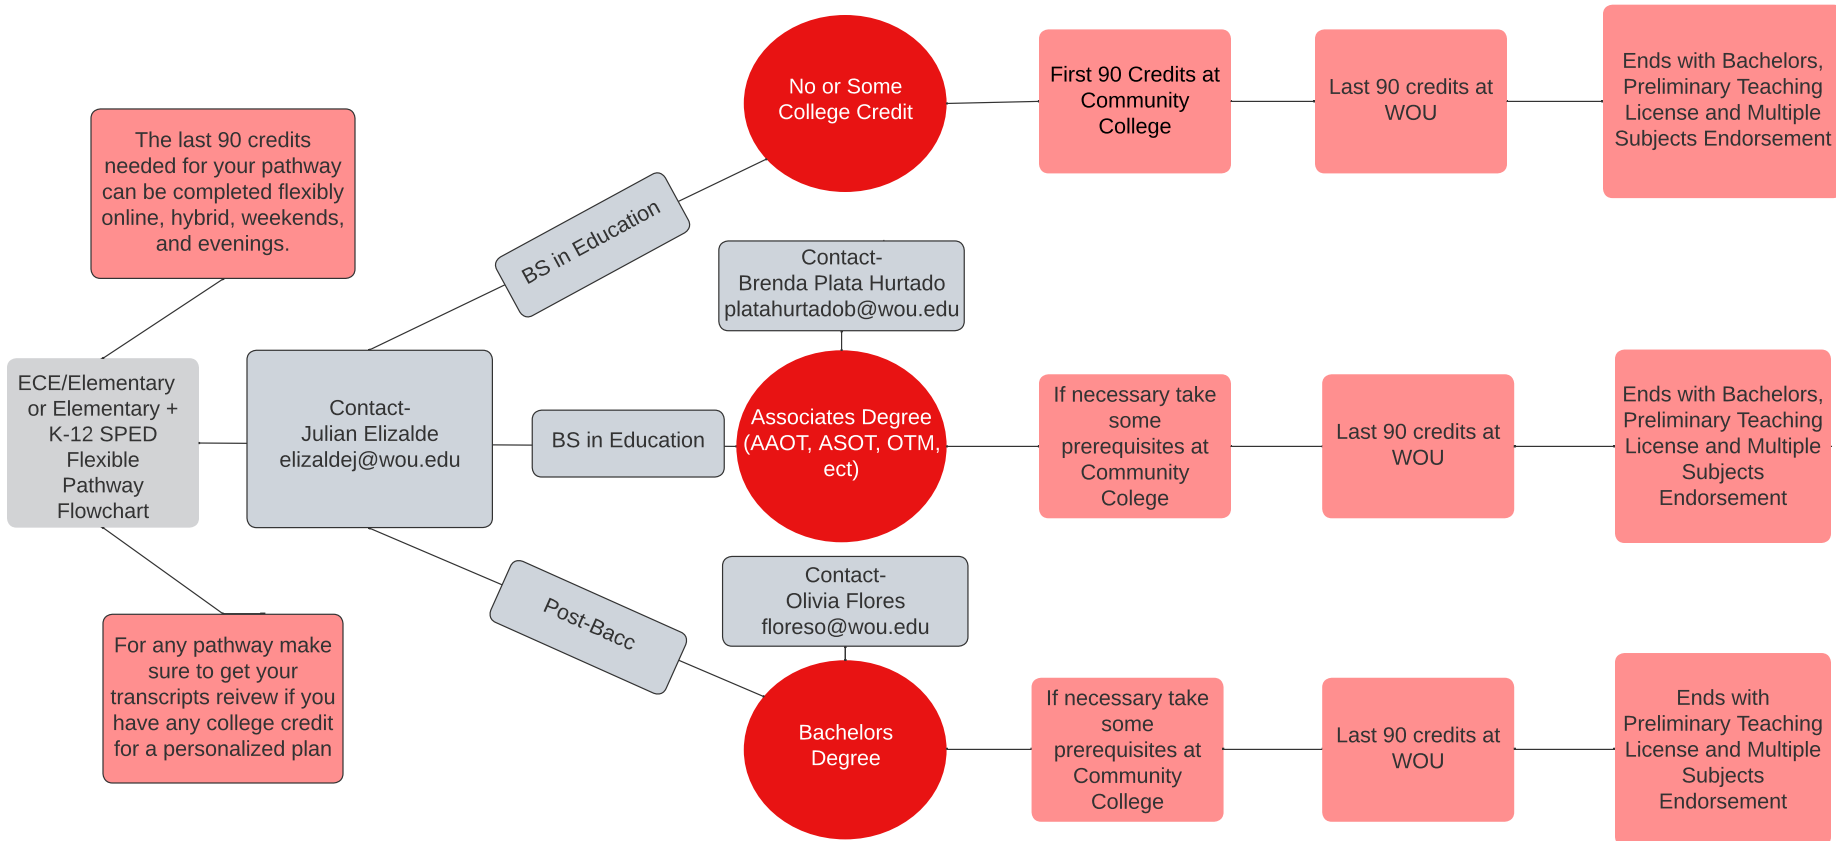 The last 90 credits
needed for your pathway
can be completed flexibly
online, hybrid, weekends,
and evenings.
ECE/Elementary
or Elementary +
K-12 SPED
Flexible
Pathway
Flowchart
For any pathway make
sure to get your
transcripts reivew if you
have any college credit
for a personalized plan
Contact-
Julian Elizalde
elizaldej@wou.edu
BS in Education
No or Some
College Credit
First 90 Credits at
Community
College
Last 90 credits at
WOU
Ends with Bachelors,
Preliminary Teaching
License and Multiple
Subjects Endorsement
BS in Education
Contact-
Brenda Plata Hurtado
platahurtadob@wou.edu
Associates Degree
(AAOT, ASOT, OTM,
ect)
If necessary take
some
prerequisites at
Community
Colege
Last 90 credits at
WOU
Ends with Bachelors,
Preliminary Teaching
License and Multiple
Subjects
Endorsement
Post-Bacc
Contact-
Olivia Flores
floreso@wou.edu
Bachelors
Degree
If necessary take
some
prerequisites at
Community
College
Last 90 credits at
WOU
Ends with
Preliminary Teaching
License and Multiple
Subjects
Endorsement